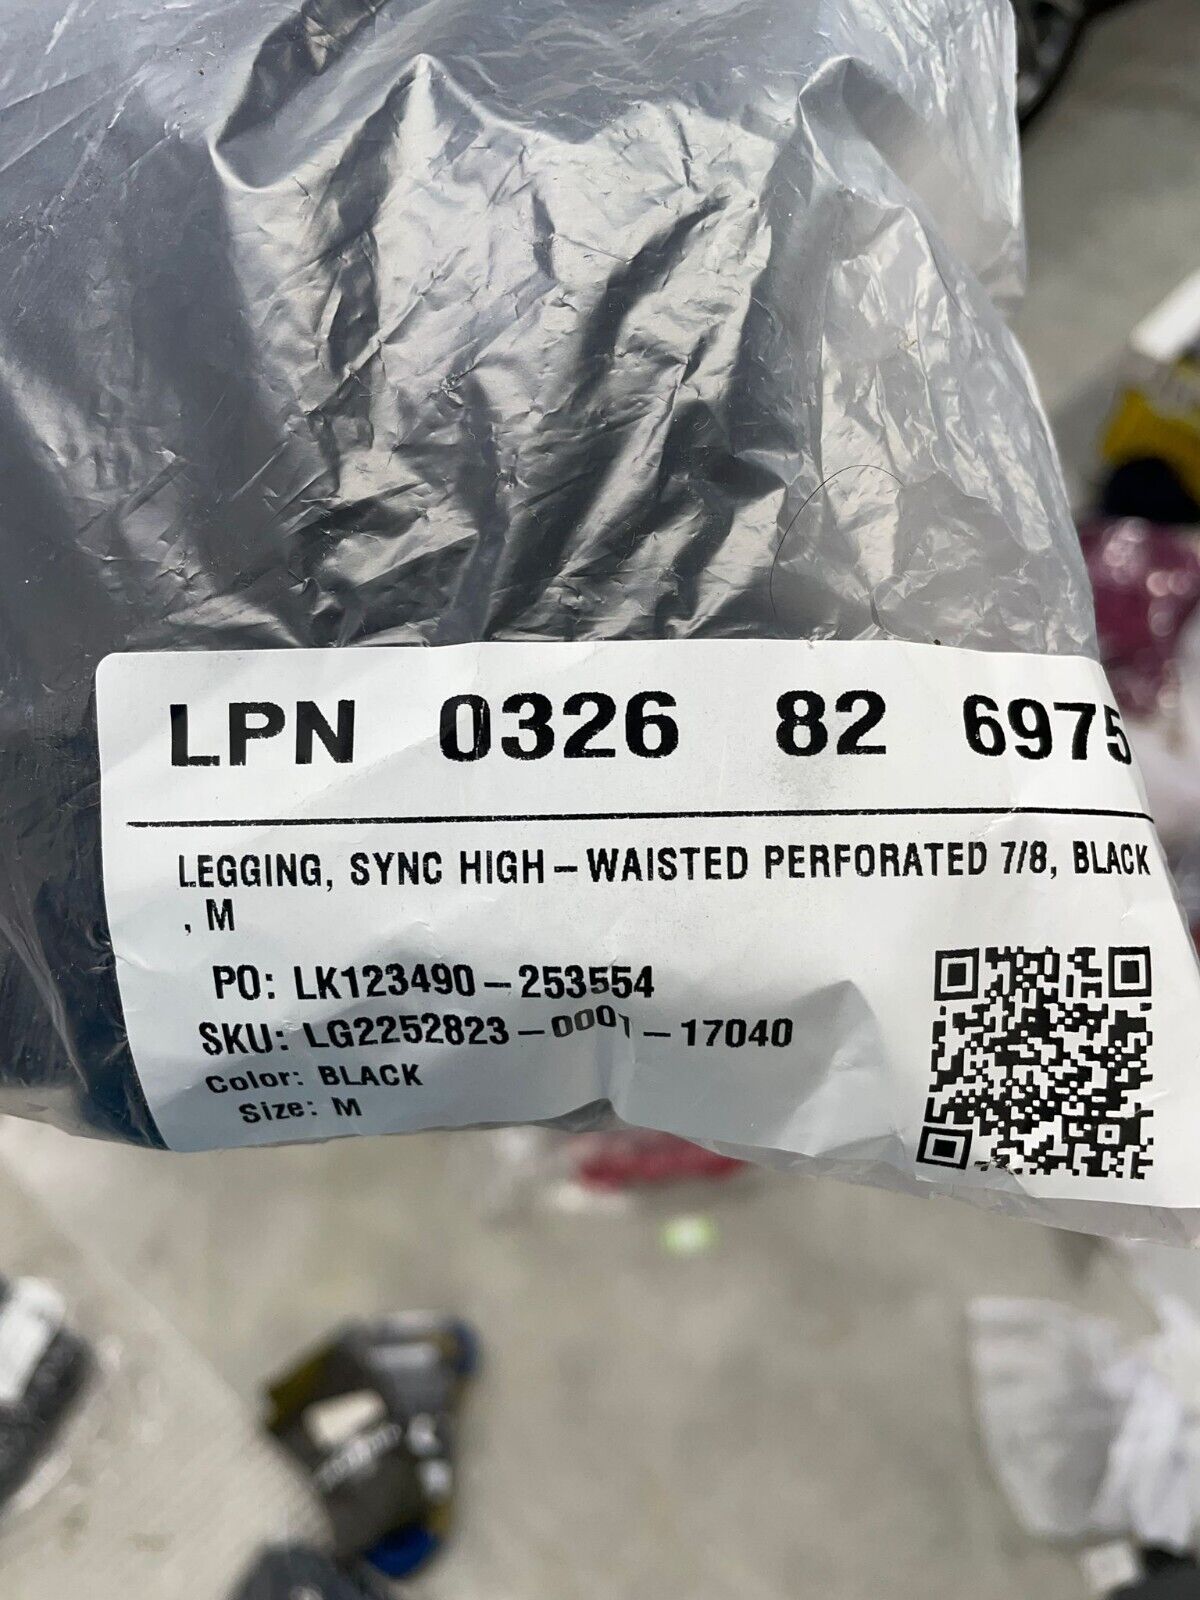 LPN 0326 82 6975
LEGGING, SYNC HIGH-WAISTED PERFORATED 7/8, BLACK
, M
PO: LK123490-253554
SKU: LG2252823-0001-17040
Color: BLACK
Size: M